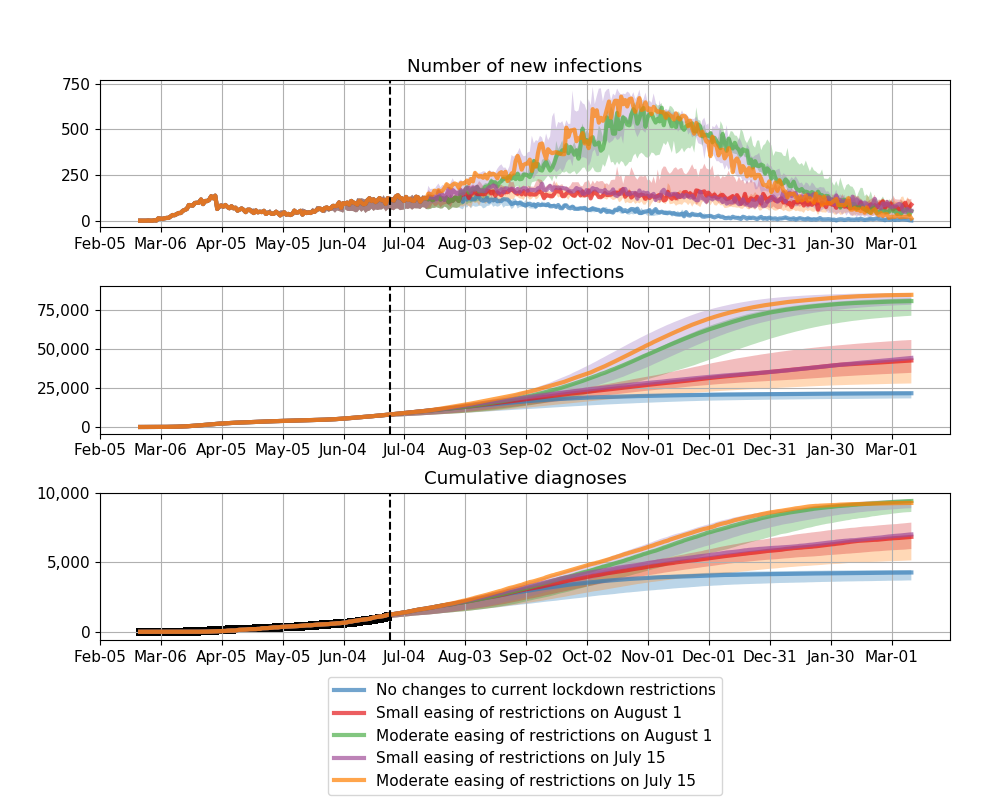 Number of new infections
750
500
250
0
Feb-05 Mar-06 Apr-05 May-05 Jun-04 Jul-04 Aug-03 Sep-02 Oct-02 Nov-01 Dec-01 Dec-31 Jan-30 Mar-01
Cumulative infections
75,000
50,000
25,000
0
Feb-05 Mar-06 Apr-05 May-05 Jun-04 Jul-04 Aug-03 Sep-02 Oct-02 Nov-01 Dec-01 Dec-31 Jan-30 Mar-01
Cumulative diagnoses
10,000
5,000
0
Feb-05 Mar-06 Apr-05 May-05 Jun-04 Jul-04 Aug-03 Sep-02 Oct-02 Nov-01 Dec-01 Dec-31 Jan-30 Mar-01
No changes to current lockdown restrictions
Small easing of restrictions on August 1
Moderate easing of restrictions on August 1
Small easing of restrictions on July 15
Moderate easing of restrictions on July 15